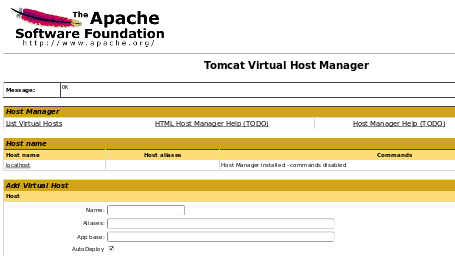 The Apache
Software Foundation
http://www.apache.org/
Tomcat Virtual Host Manager
Message: OK
Host Manager
List Virtual Hosts HTML Host Manager Help (TODO) Host Manager Help (TODO)
Host name
Host name Host aliases Commands
localhost Host Manager installed - commands disabled
Add Virtual Host
Host
Name:
Aliases:
App base:
AutoDeploy